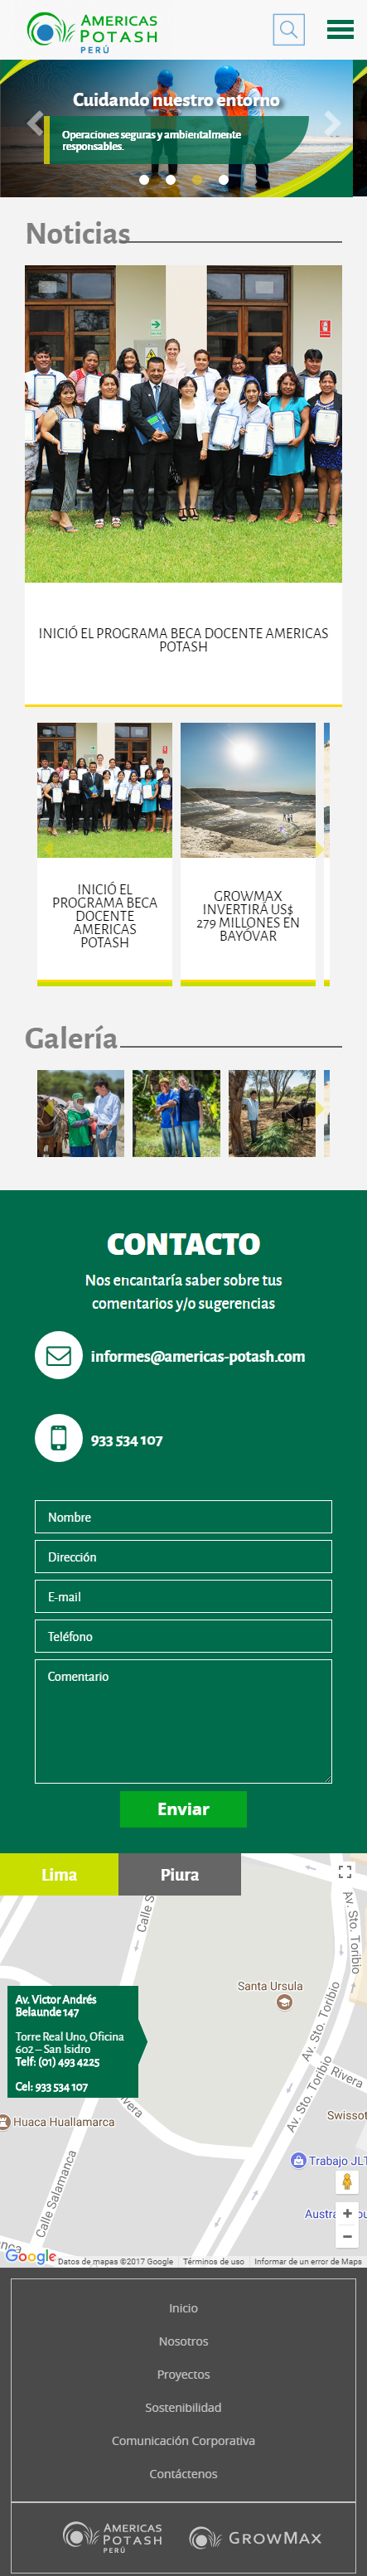 AMERICAS
POTASH
PERÚ
Cuidando nuestro entorno
Operaciones seguras y ambientalmente
responsables.
Noticias
INICIÓ EL PROGRAMA BECA DOCENTE AMERICAS
POTASH
INICIÓ EL
PROGRAMA BECA
DOCENTE
AMERICAS
POTASH
GROWMAX
INVERTIRÁ US$
279 MILLONES EN
BAYÓVAR
Galería
CONTACTO
Nos encantaría saber sobre tus
comentarios y/o sugerencias
informes@americas-potash.com
933 534 107
Nombre
Dirección
E-mail
Teléfono
Comentario
Enviar
Lima
Piura
Calle S
Av. Sto. Toribio
Santa Ursula
Av. Sto. Toribio
Av. Victor Andrés
Belaunde 147
Torre Real Uno, Oficina
602 – San Isidro
Telf: (01) 493 4225
Cel: 933 534 107
Rivera
Av. Sto. Toribio
Huaca Huallamarca
Swissot
Calle Salamanca
Trabajo JLT
Google
Datos de mapas ©2017 Google
Términos de uso
Informar de un error de Maps
Inicio
Nosotros
Proyectos
Sostenibilidad
Comunicación Corporativa
Contáctenos
AMERICAS
POTASH
PERÚ
GROWMAX